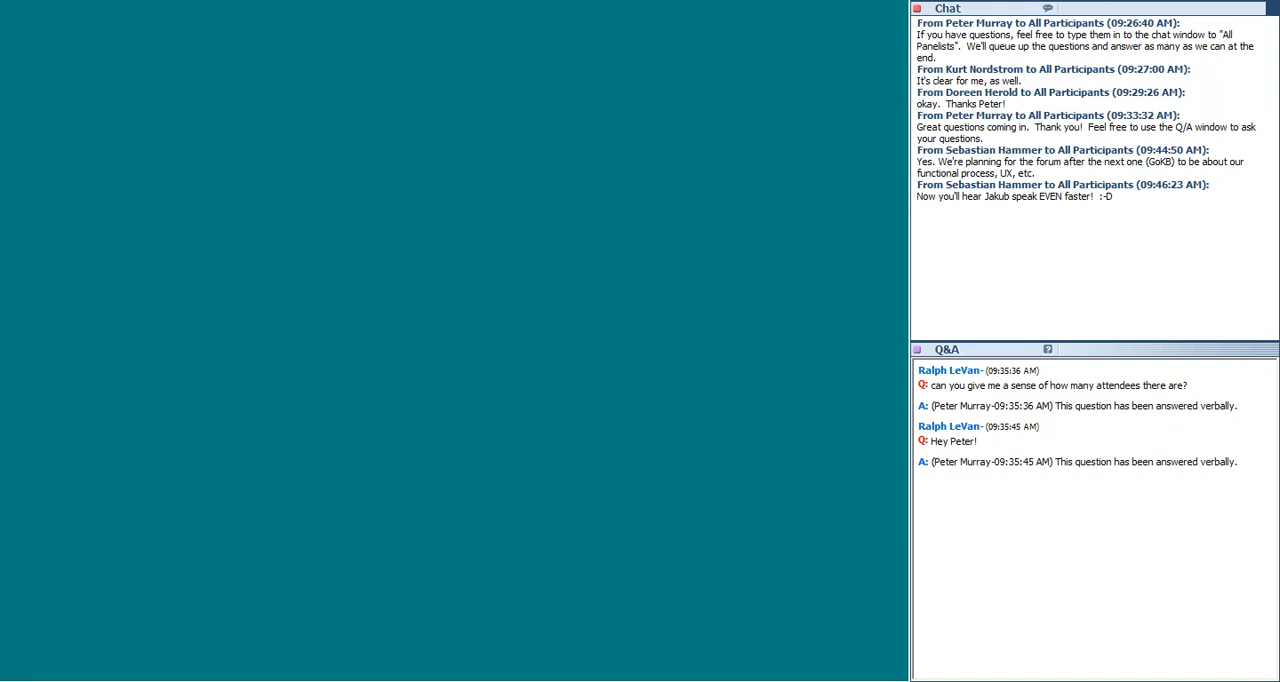 Chat
From Peter Murray to All Participants (09:26:40 AM):
If you have questions, feel free to type them in to the chat window to "All
Panelists".  We'll queue up the questions and answer as many as we can at the
end.
From Kurt Nordstrom to All Participants (09:27:00 AM):
It's clear for me, as well.
From Doreen Herold to All Participants (09:29:26 AM):
okay.  Thanks Peter!
From Peter Murray to All Participants (09:33:32 AM):
Great questions coming in.  Thank you!  Feel free to use the Q/A window to ask
your questions.
From Sebastian Hammer to All Participants (09:44:50 AM):
Yes. We're planning for the forum after the next one (GoKB) to be about our
functional process, UX, etc.
From Sebastian Hammer to All Participants (09:46:23 AM):
Now you'll hear Jakub speak EVEN faster!  :-D
Q&A
Ralph LeVan- (09:35:36 AM)
Q: can you give me a sense of how many attendees there are?
A: (Peter Murray-09:35:36 AM) This question has been answered verbally.
Ralph LeVan- (09:35:45 AM)
Q: Hey Peter!
A: (Peter Murray-09:35:45 AM) This question has been answered verbally.